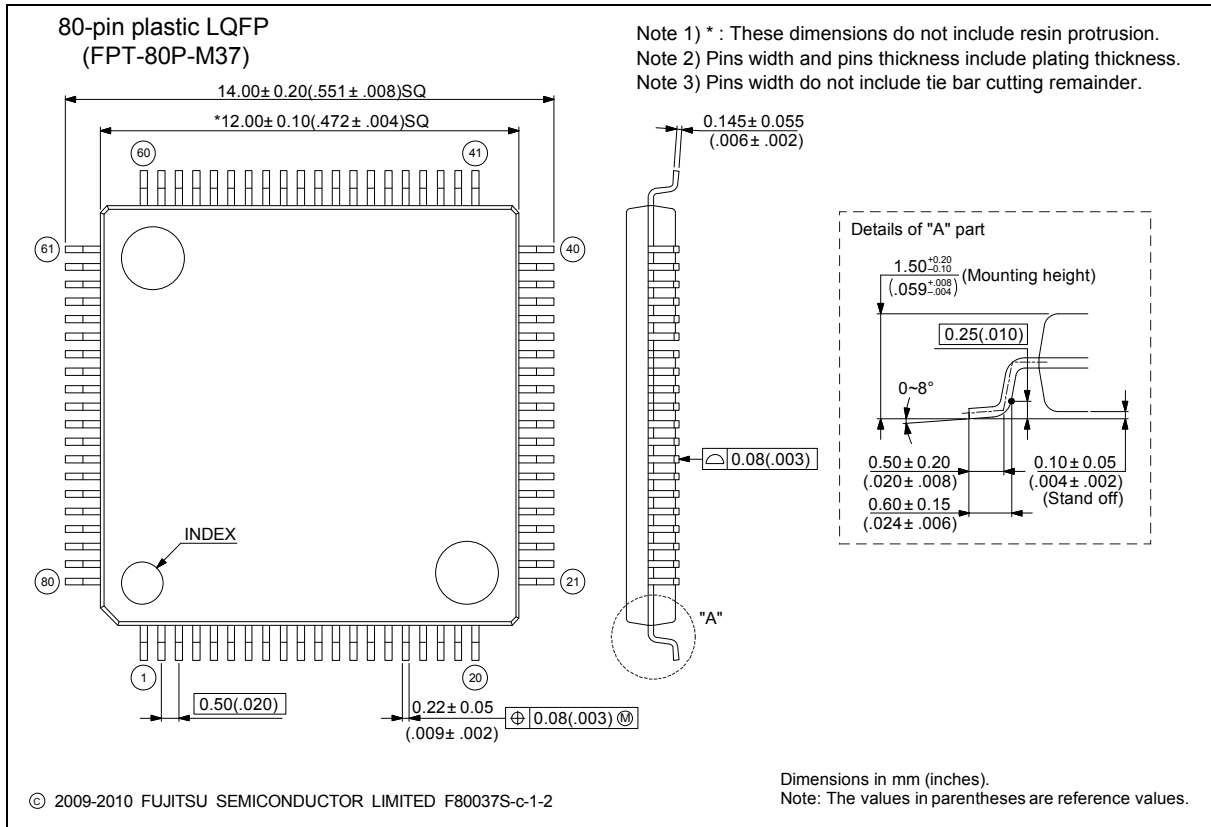 80-pin plastic LQFP
(FPT-80P-M37)
Note 1) * : These dimensions do not include resin protrusion.
Note 2) Pins width and pins thickness include plating thickness.
Note 3) Pins width do not include tie bar cutting remainder.
14.00± 0.20(.551± .008)SQ
*12.00± 0.10(.472± .004)SQ
0.145± 0.055
(.006± .002)
60
41
61
40
Details of "A" part
1.50 +0.20 –0.10 (Mounting height)
(.059 +.008 –.004)
0.25(.010)
0~8°
0.08(.003)
0.50± 0.20
(.020± .008)
0.60± 0.15
(.024± .006)
0.10± 0.05
(.004± .002)
(Stand off)
INDEX
80
21
"A"
1
20
0.50(.020)
0.22± 0.05
(.009± .002)
⌖ 0.08(.003) Ⓜ
© 2009-2010 FUJITSU SEMICONDUCTOR LIMITED F80037S-c-1-2
Dimensions in mm (inches).
Note: The values in parentheses are reference values.